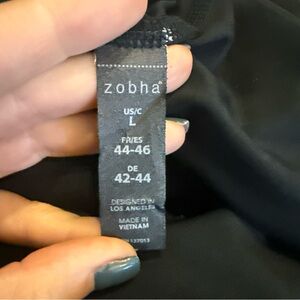 zobha®
US/C
L
FR/ES
44-46
DE
42-44
DESIGNED IN
LOS ANGELES
MADE IN
VIETNAM